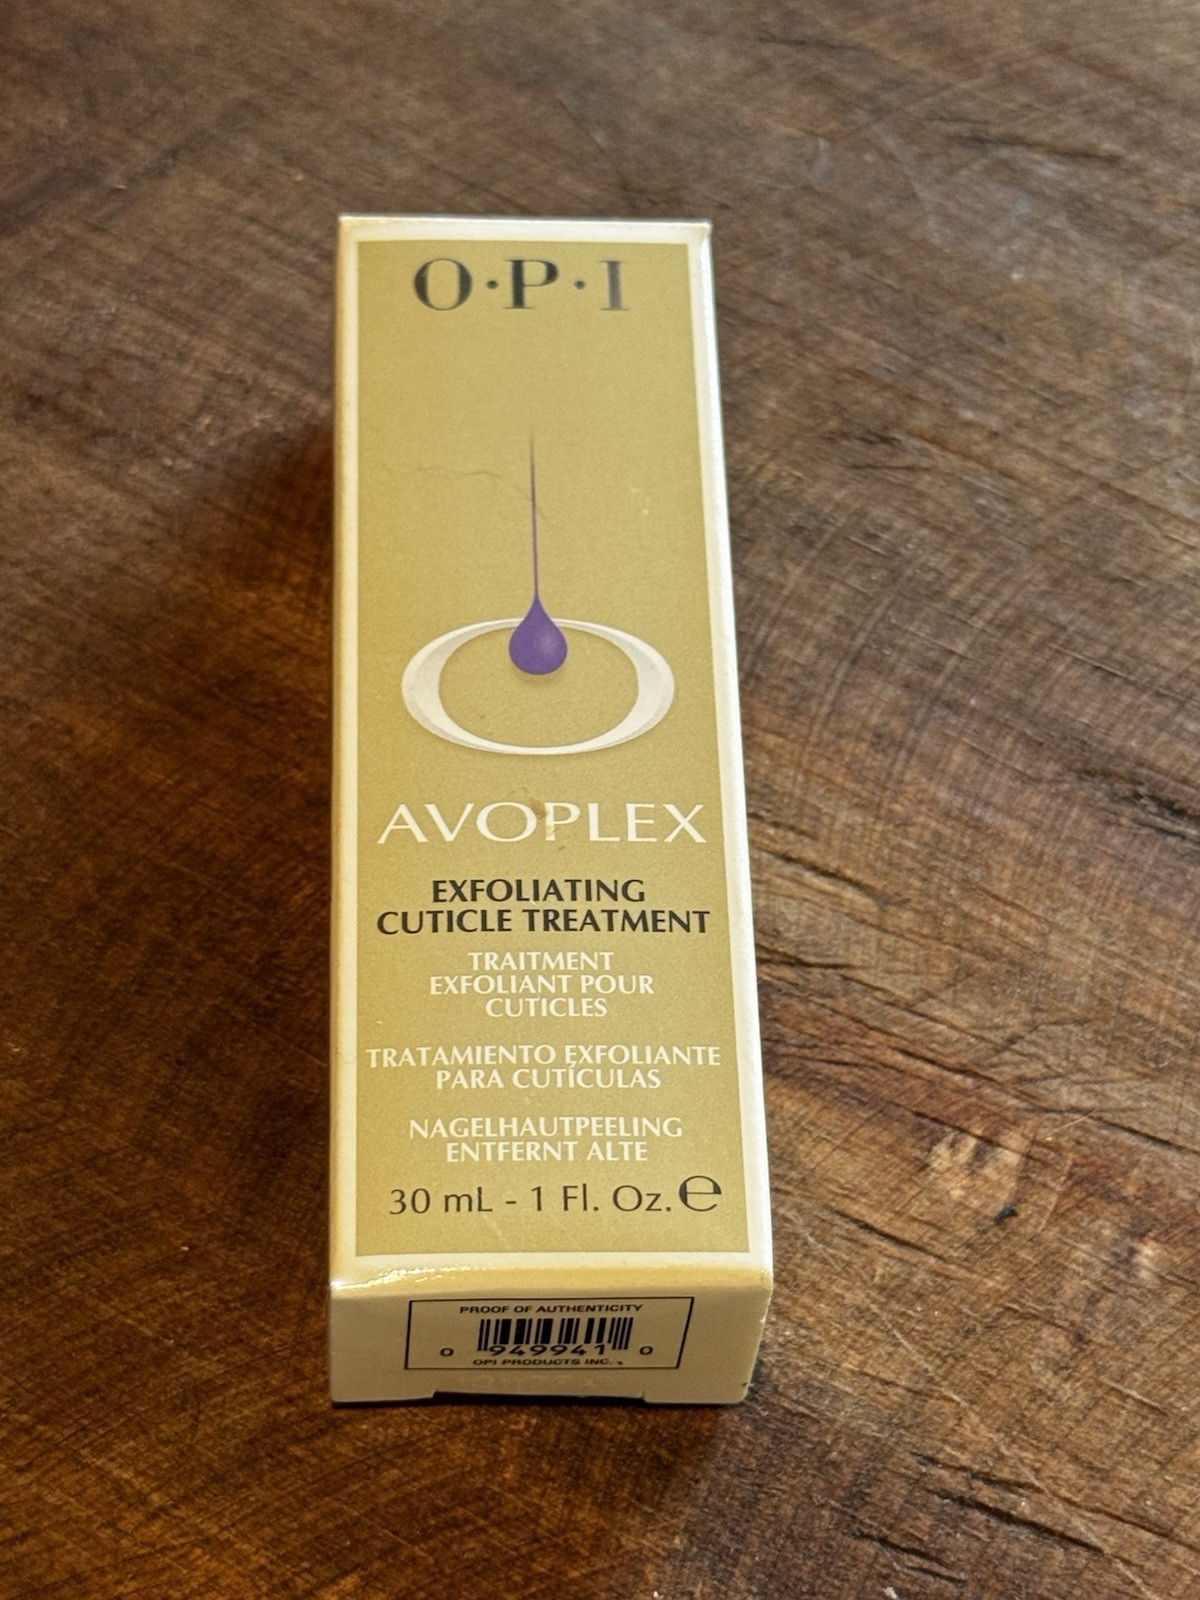 O·P·I
AVOPLEX
EXFOLIATING
CUTICLE TREATMENT
TRAITMENT
EXFOLIANT POUR
CUTICLES
TRATAMIENTO EXFOLIANTE
PARA CUTÍCULAS
NAGELHAUTPEELING
ENTFERNT ALTE
30 mL - 1 Fl. Oz. ℮
PROOF OF AUTHENTICITY
0 949941 0
OPI PRODUCTS INC.